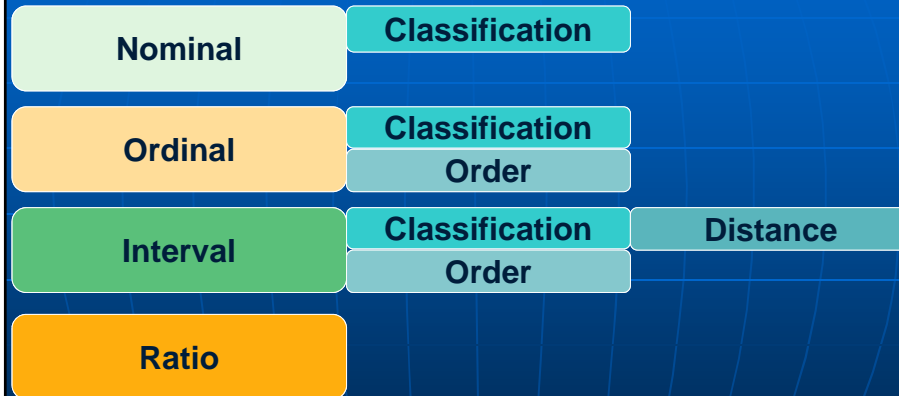 Nominal
Classification
Ordinal
Classification
Order
Interval
Classification
Distance
Order
Ratio